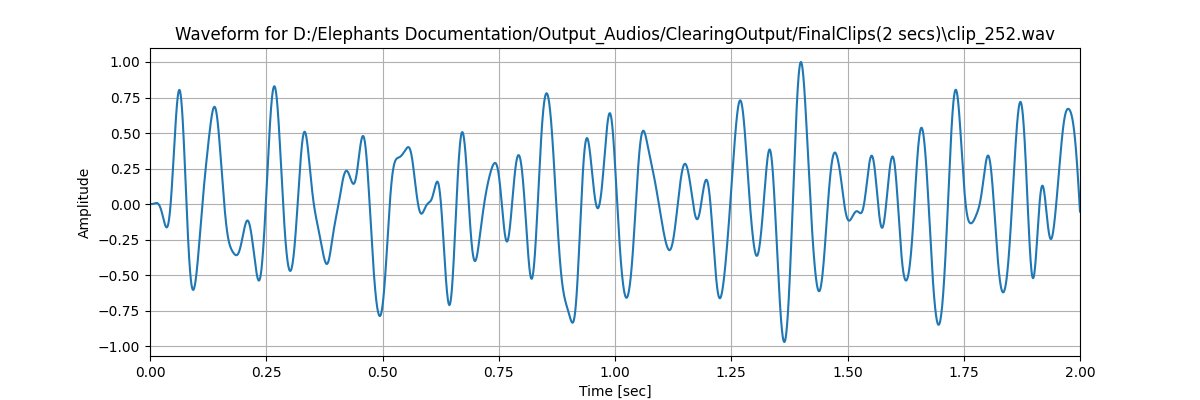 Waveform for D:/Elephants Documentation/Output_Audios/ClearingOutput/FinalClips(2 secs)\clip_252.wav
1.00
0.75
0.50
0.25
0.00
−0.25
−0.50
−0.75
−1.00
Amplitude
0.00 0.25 0.50 0.75 1.00 1.25 1.50 1.75 2.00
Time [sec]